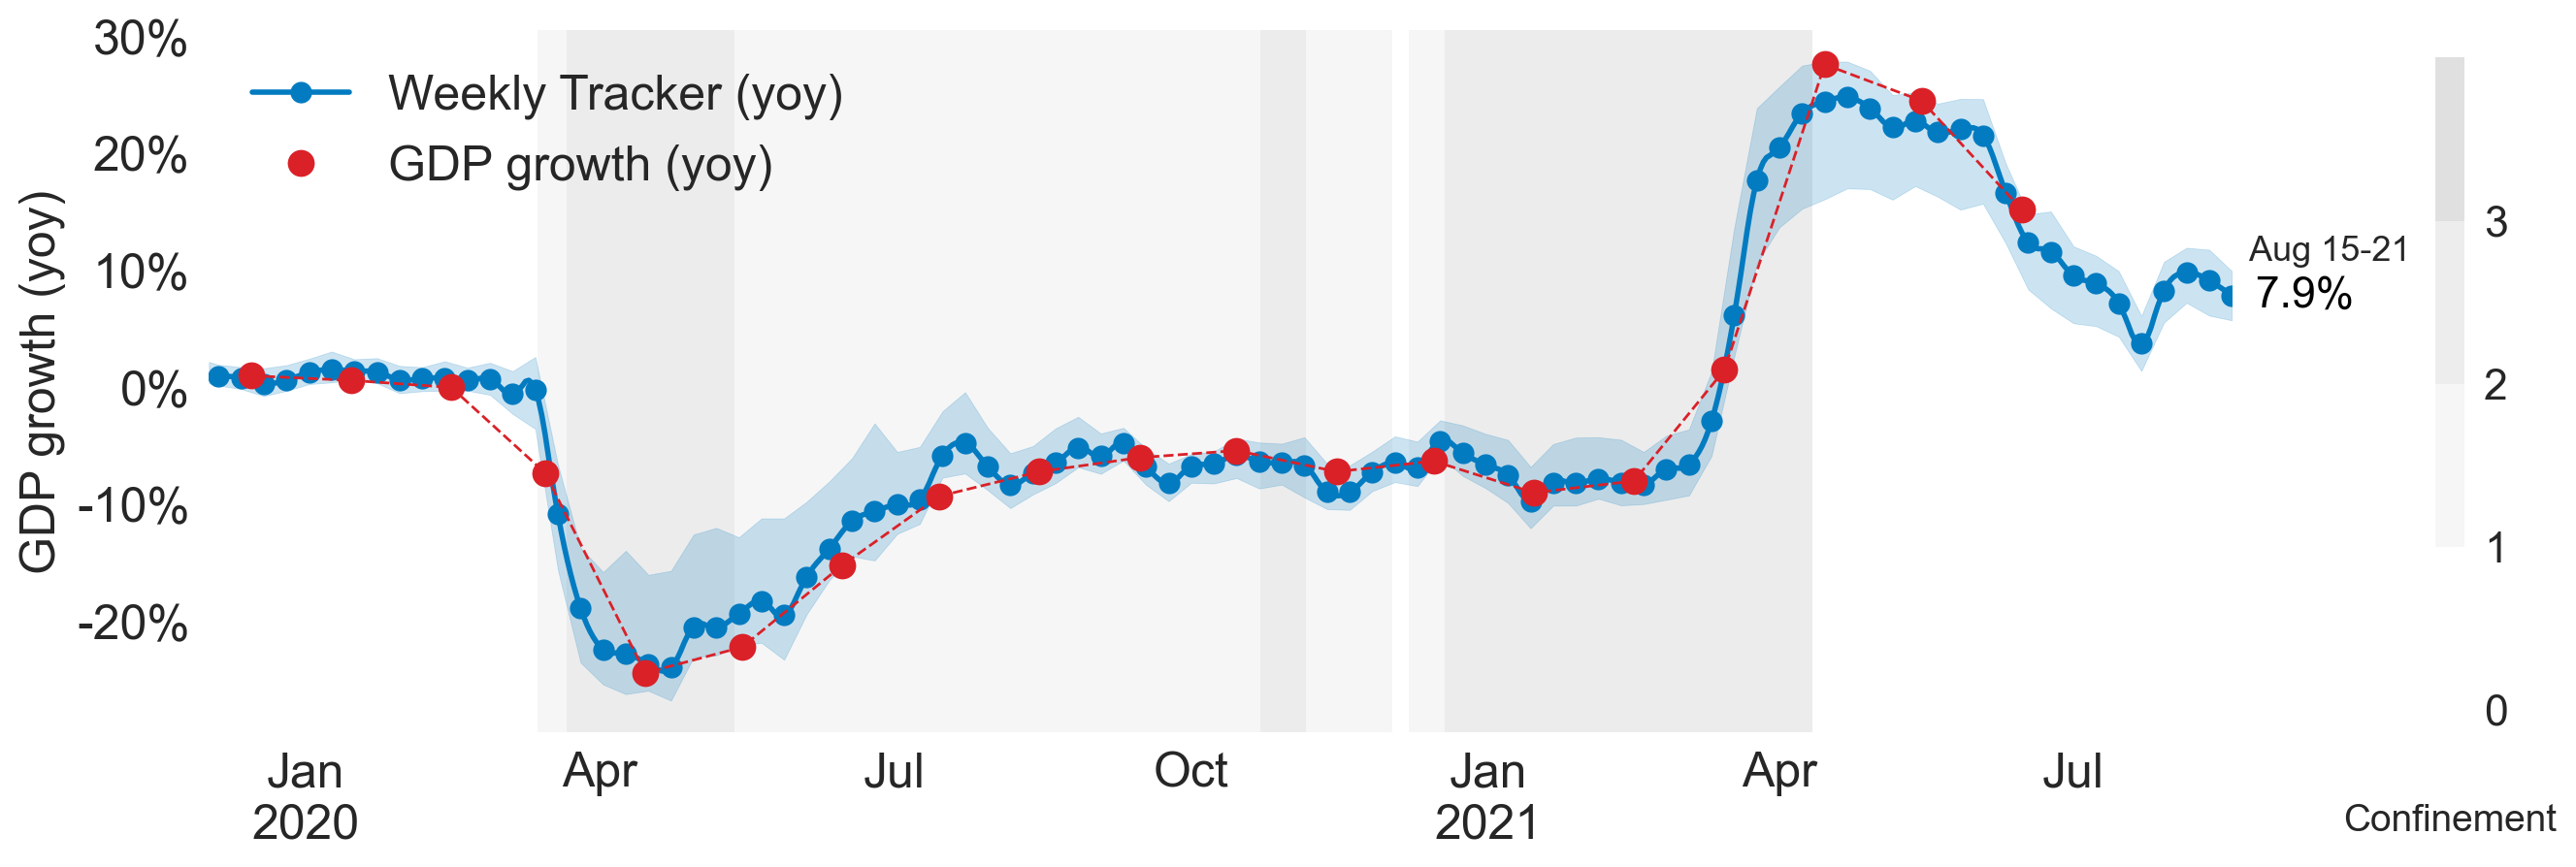 30%
20%
10%
0%
-10%
-20%
GDP growth (yoy)
Weekly Tracker (yoy)
GDP growth (yoy)
Aug 15-21
7.9%
3
2
1
0
Jan
2020
Apr
Jul
Oct
Jan
2021
Apr
Jul
Confinement